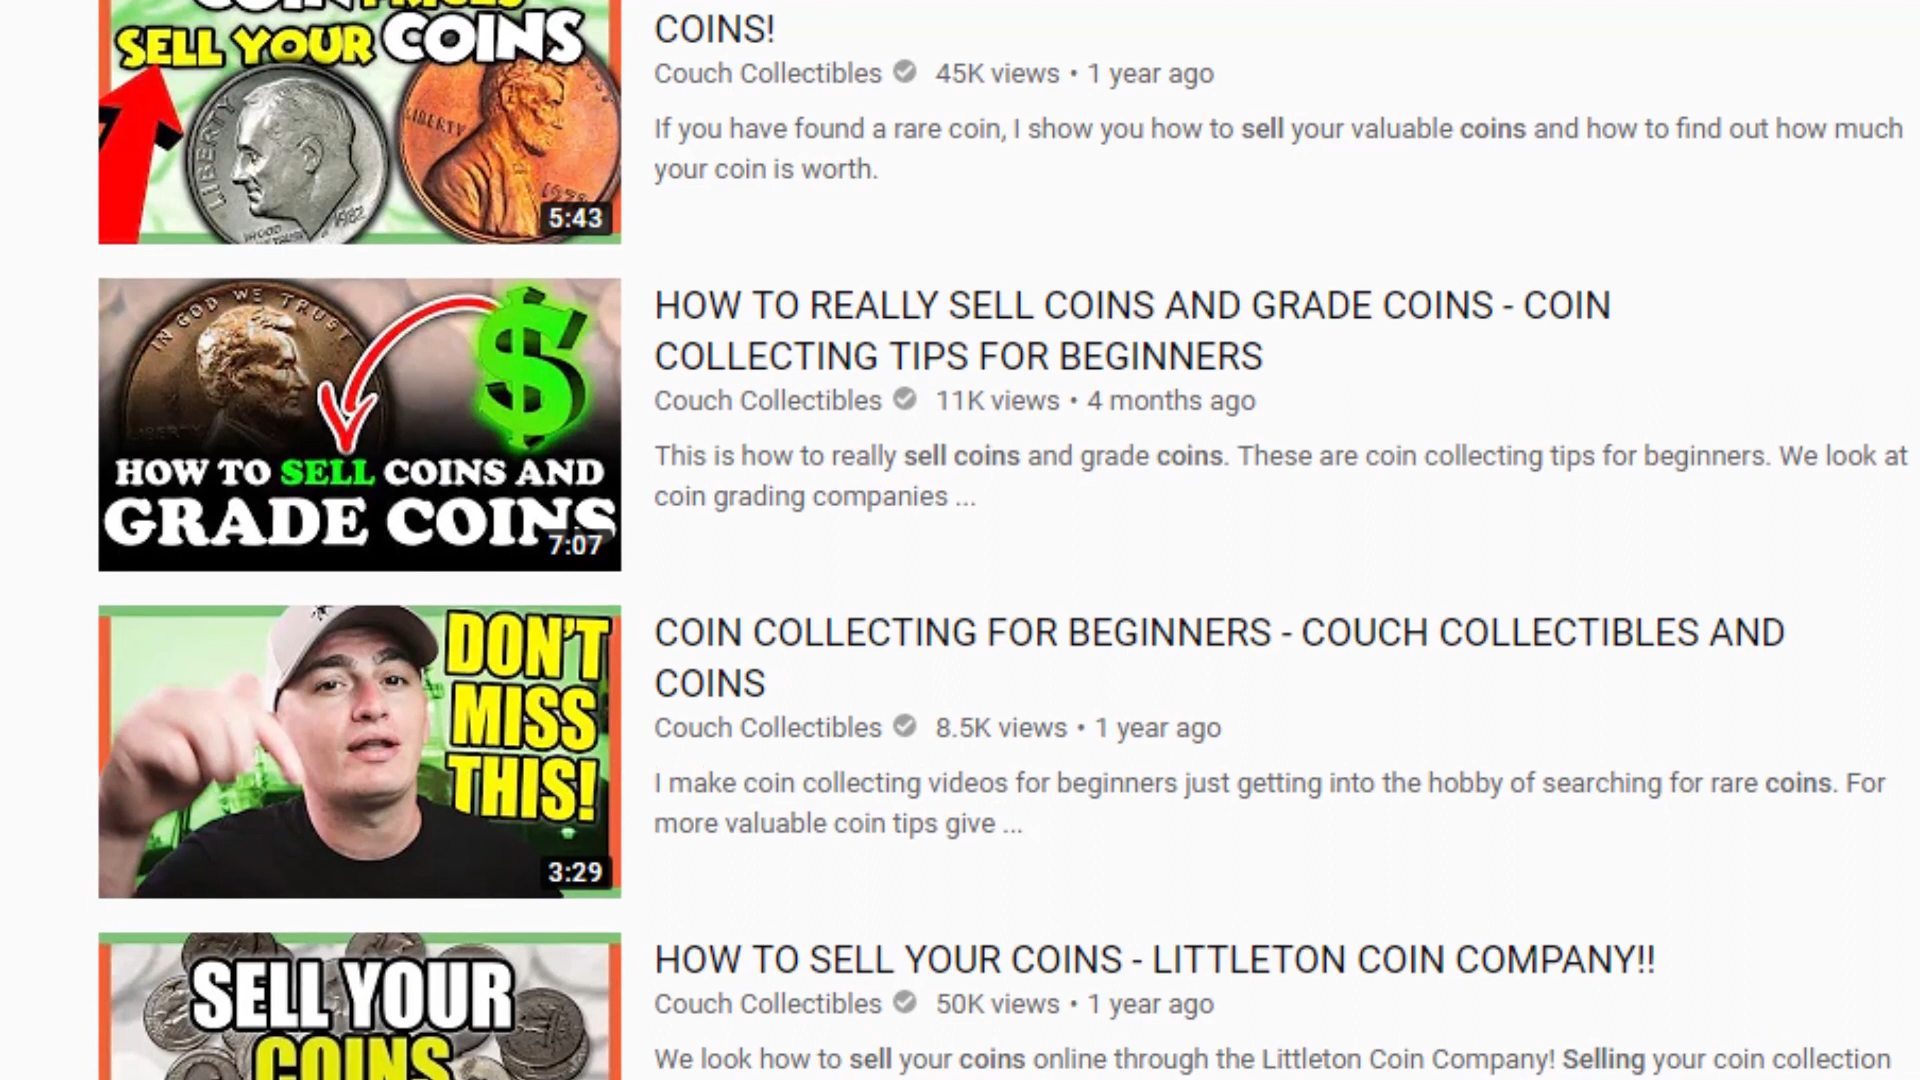 SELL YOUR COINS
LIBERTY
LIBERTY
1982
5:43
COINS!
Couch Collectibles 45K views • 1 year ago
If you have found a rare coin, I show you how to sell your valuable coins and how to find out how much
your coin is worth.
IN GOD WE TRUST
HOW TO SELL COINS AND
GRADE COINS
7:07
HOW TO REALLY SELL COINS AND GRADE COINS - COIN
COLLECTING TIPS FOR BEGINNERS
Couch Collectibles 11K views • 4 months ago
This is how to really sell coins and grade coins. These are coin collecting tips for beginners. We look at
coin grading companies ...
DON'T
MISS
THIS!
3:29
COIN COLLECTING FOR BEGINNERS - COUCH COLLECTIBLES AND
COINS
Couch Collectibles 8.5K views • 1 year ago
I make coin collecting videos for beginners just getting into the hobby of searching for rare coins. For
more valuable coin tips give ...
SELL YOUR
COINS
HOW TO SELL YOUR COINS - LITTLETON COIN COMPANY!!
Couch Collectibles 50K views • 1 year ago
We look how to sell your coins online through the Littleton Coin Company! Selling your coin collection